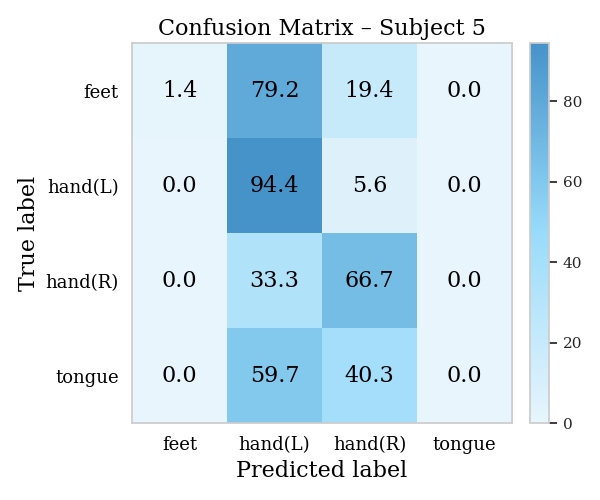 Confusion Matrix – Subject 5
feet 1.4 79.2 19.4 0.0
hand(L) 0.0 94.4 5.6 0.0
hand(R) 0.0 33.3 66.7 0.0
tongue 0.0 59.7 40.3 0.0
feet hand(L) hand(R) tongue
Predicted label
True label
80
60
40
20
0